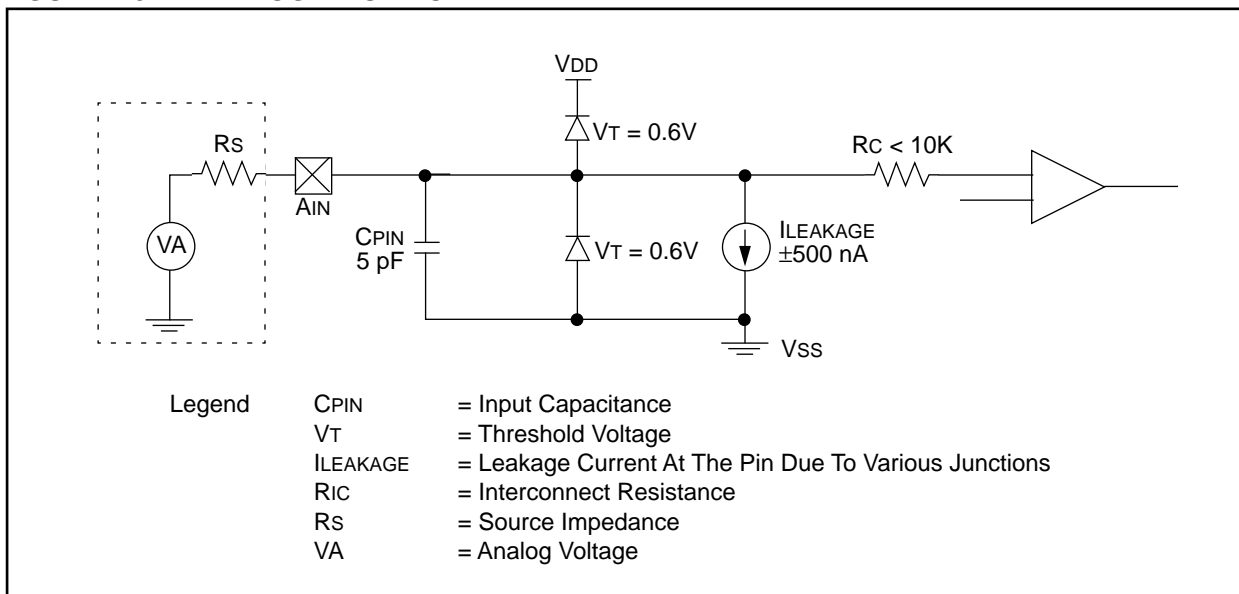 VDD
VT = 0.6V
RS
RC < 10K
AIN
VA
CPIN
5 pF
VT = 0.6V
ILEAKAGE
±500 nA
VSS
Legend CPIN = Input Capacitance
VT = Threshold Voltage
ILEAKAGE = Leakage Current At The Pin Due To Various Junctions
RIC = Interconnect Resistance
RS = Source Impedance
VA = Analog Voltage